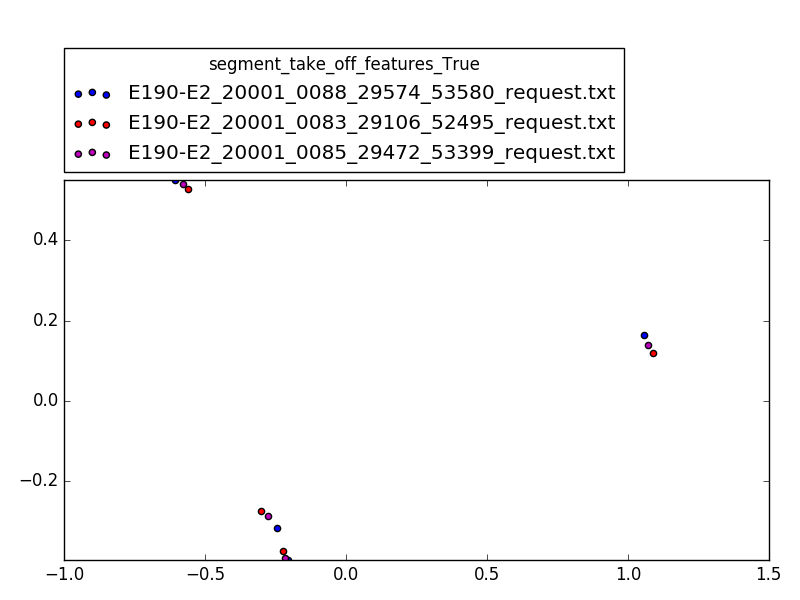 segment_take_off_features_True
E190-E2_20001_0088_29574_53580_request.txt
E190-E2_20001_0083_29106_52495_request.txt
E190-E2_20001_0085_29472_53399_request.txt
0.4
0.2
0.0
−0.2
−1.0 −0.5 0.0 0.5 1.0 1.5